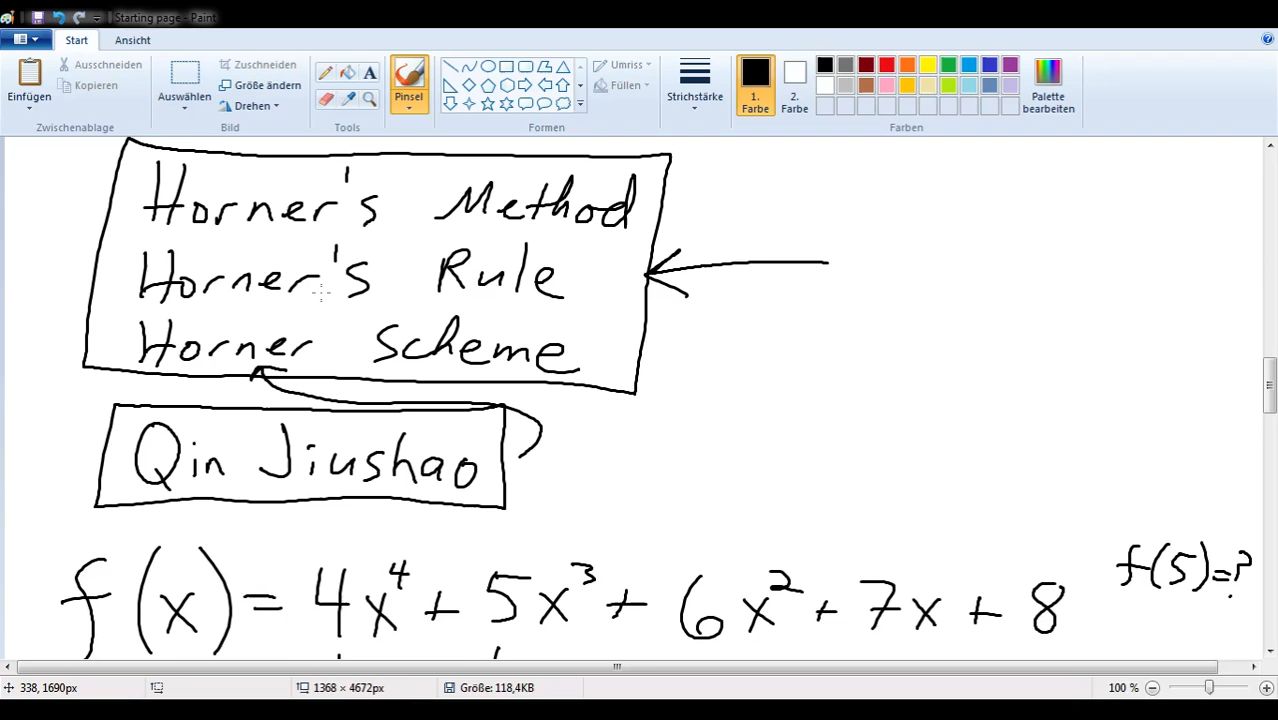 Starting page - Paint
Start Ansicht
Einfügen
Ausschneiden
Kopieren
Zwischenablage
Auswählen
Zuschneiden
Größe ändern
Drehen
Bild
A
Tools
Pinsel
Umriss
Füllen
Formen
Strichstärke
1.
Farbe
2.
Farbe
Palette
bearbeiten
Farben
Horner's Method
Horner's Rule
Horner Scheme
Qin Jiushao
f(x) = 4x⁴ + 5x³ + 6x² + 7x + 8
f(5)=?
338, 1690px
1368 × 4672px
Größe: 118,4KB
100 %